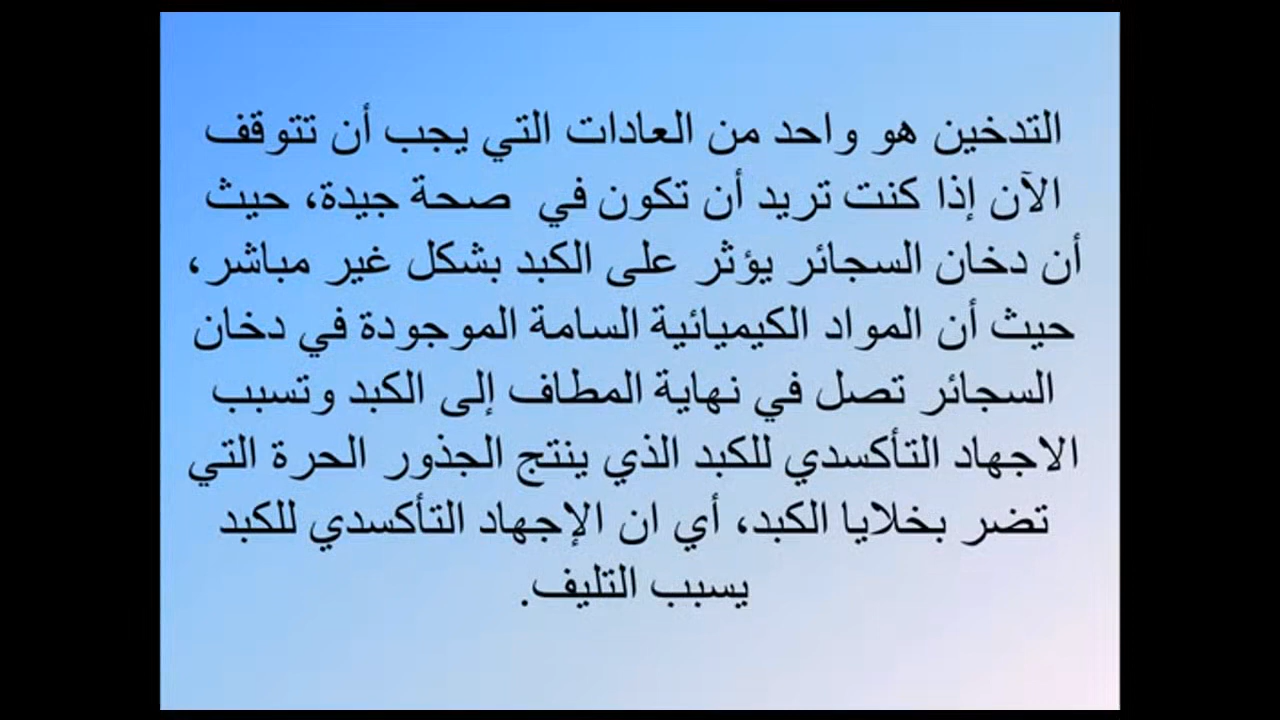 التدخين هو واحد من العادات التي يجب أن تتوقف
الآن إذا كنت تريد أن تكون في صحة جيدة، حيث
أن دخان السجائر يؤثر على الكبد بشكل غير مباشر،
حيث أن المواد الكيميائية السامة الموجودة في دخان
السجائر تصل في نهاية المطاف إلى الكبد وتسبب
الاجهاد التأكسدي للكبد الذي ينتج الجذور الحرة التي
تضر بخلايا الكبد، أي ان الإجهاد التأكسدي للكبد
يسبب التليف.